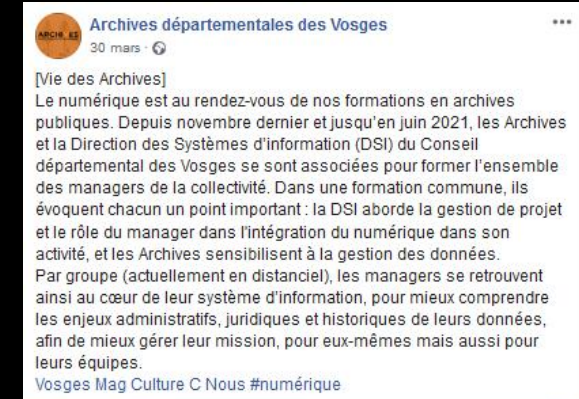 ARCHI_ES
Archives départementales des Vosges
30 mars ·
[Vie des Archives]
Le numérique est au rendez-vous de nos formations en archives
publiques. Depuis novembre dernier et jusqu'en juin 2021, les Archives
et la Direction des Systèmes d'information (DSI) du Conseil
départemental des Vosges se sont associées pour former l'ensemble
des managers de la collectivité. Dans une formation commune, ils
évoquent chacun un point important : la DSI aborde la gestion de projet
et le rôle du manager dans l'intégration du numérique dans son
activité, et les Archives sensibilisent à la gestion des données.
Par groupe (actuellement en distanciel), les managers se retrouvent
ainsi au cœur de leur système d'information, pour mieux comprendre
les enjeux administratifs, juridiques et historiques de leurs données,
afin de mieux gérer leur mission, pour eux-mêmes mais aussi pour
leurs équipes.
Vosges Mag Culture C Nous #numérique